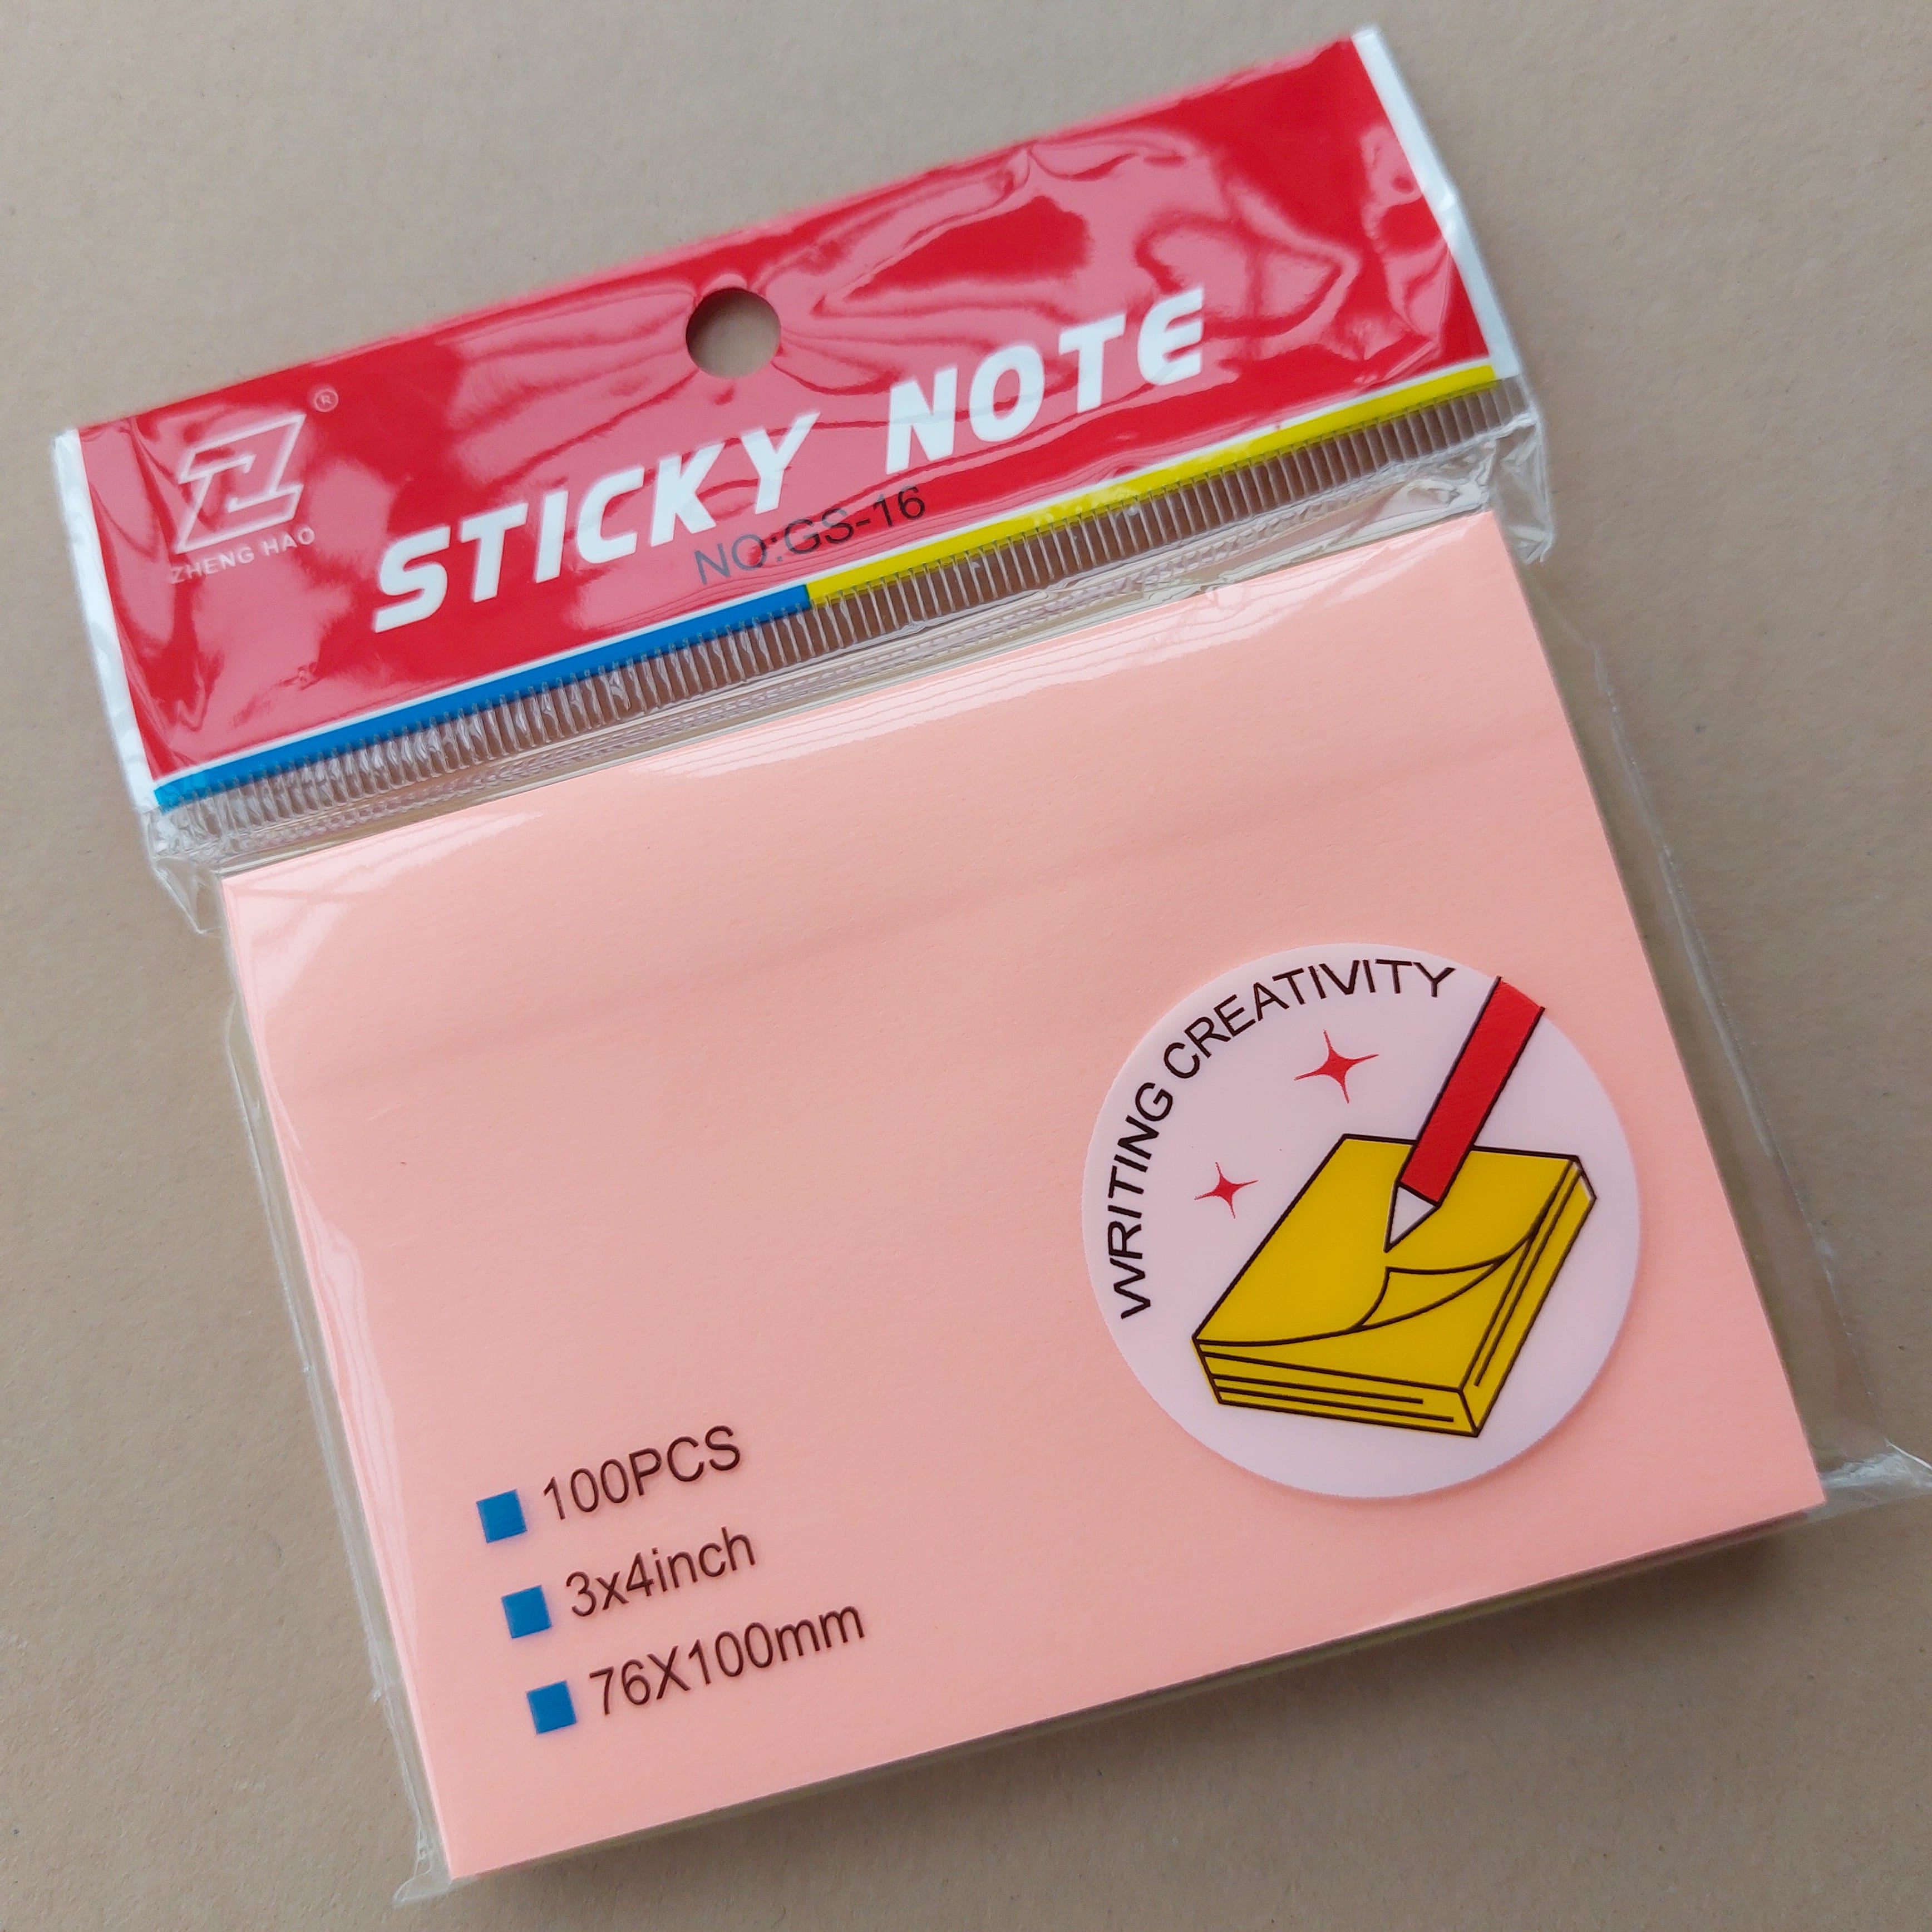 ®
ZHENG HAO
STICKY NOTE
NO:GS-16
WRITING CREATIVITY
100PCS
3x4inch
76X100mm